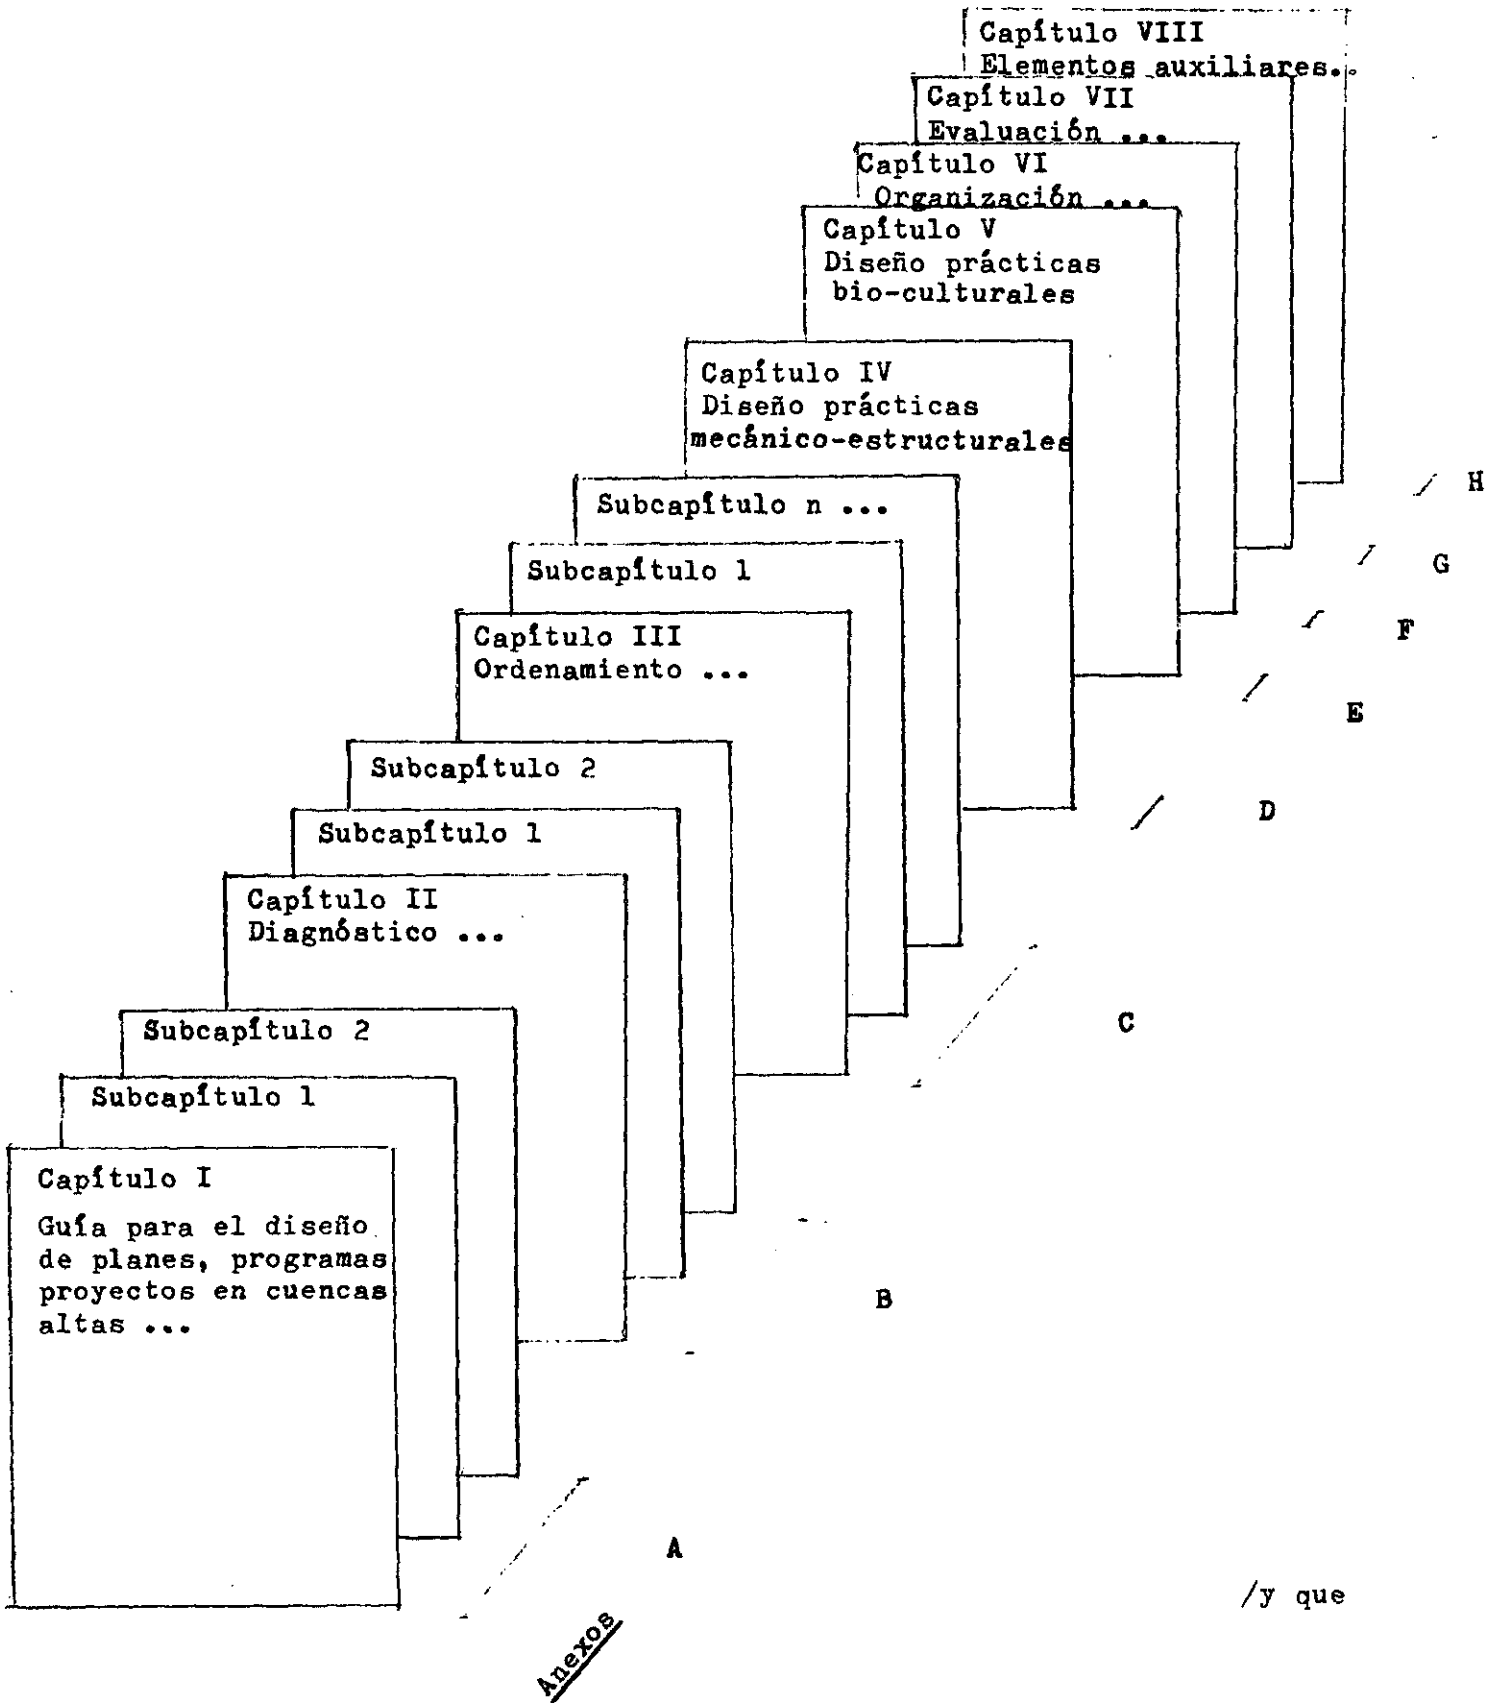 Capítulo VIII
Elementos auxiliares..
Capítulo VII
Evaluación ...
Capítulo VI
Organización ...
Capítulo V
Diseño prácticas
bio-culturales
Capítulo IV
Diseño prácticas
mecánico-estructurales
Subcapítulo n ...
Subcapítulo 1
Capítulo III
Ordenamiento ...
Subcapítulo 2
Subcapítulo 1
Capítulo II
Diagnóstico ...
Subcapítulo 2
Subcapítulo 1
Capítulo I
Guía para el diseño
de planes, programas
proyectos en cuencas
altas ...
H
G
F
E
D
C
B
A
Anexos
/y que